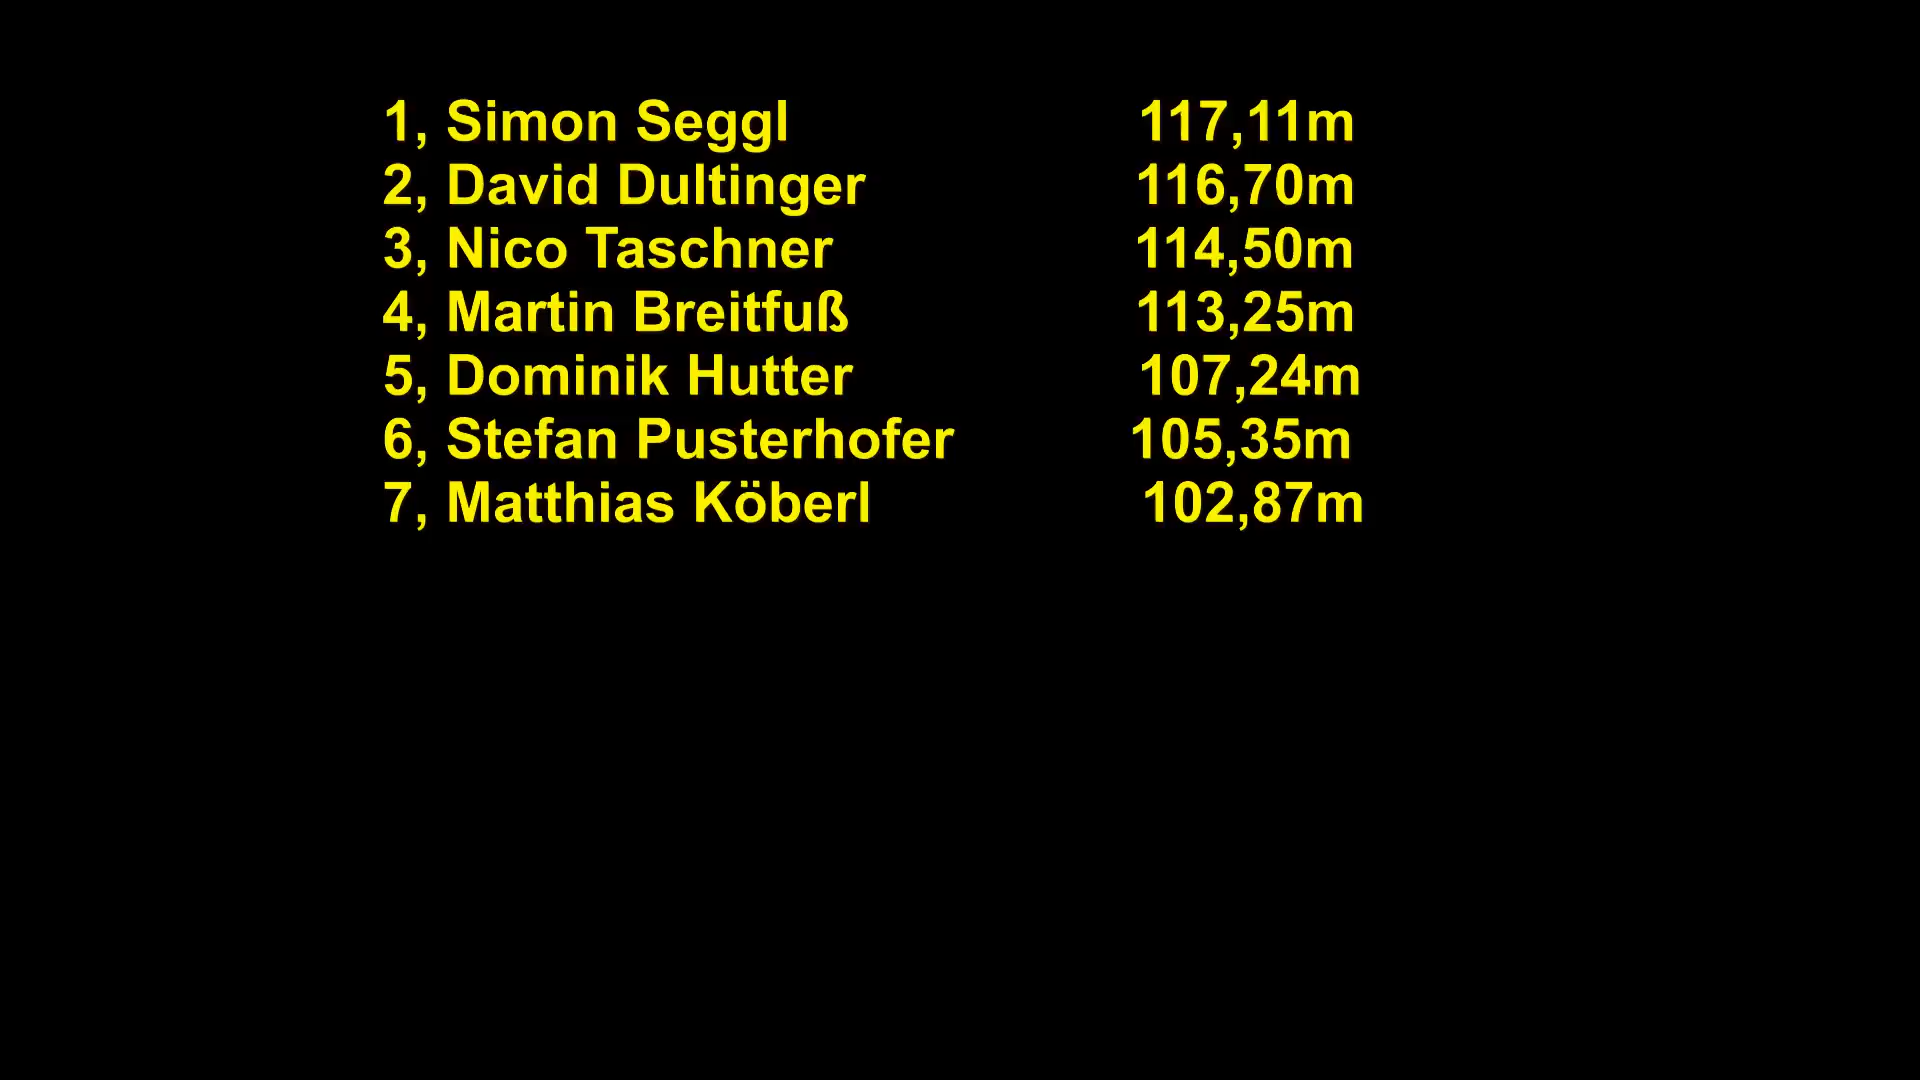 1, Simon Seggl 117,11m
2, David Dultinger 116,70m
3, Nico Taschner 114,50m
4, Martin Breitfuß 113,25m
5, Dominik Hutter 107,24m
6, Stefan Pusterhofer 105,35m
7, Matthias Köberl 102,87m